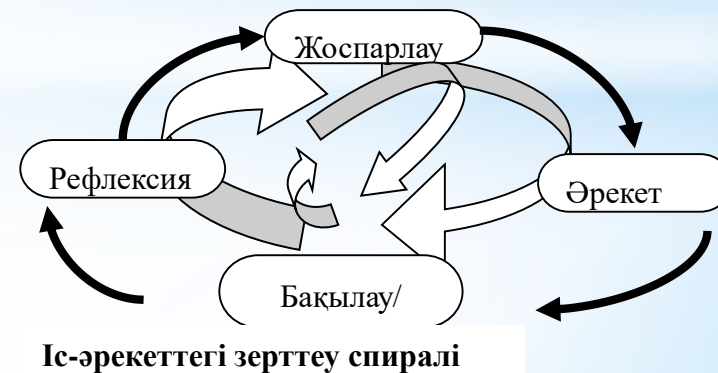 Жоспарлау
Рефлексия
Әрекет
Бақылау/
Іс-әрекеттегі зерттеу спиралі